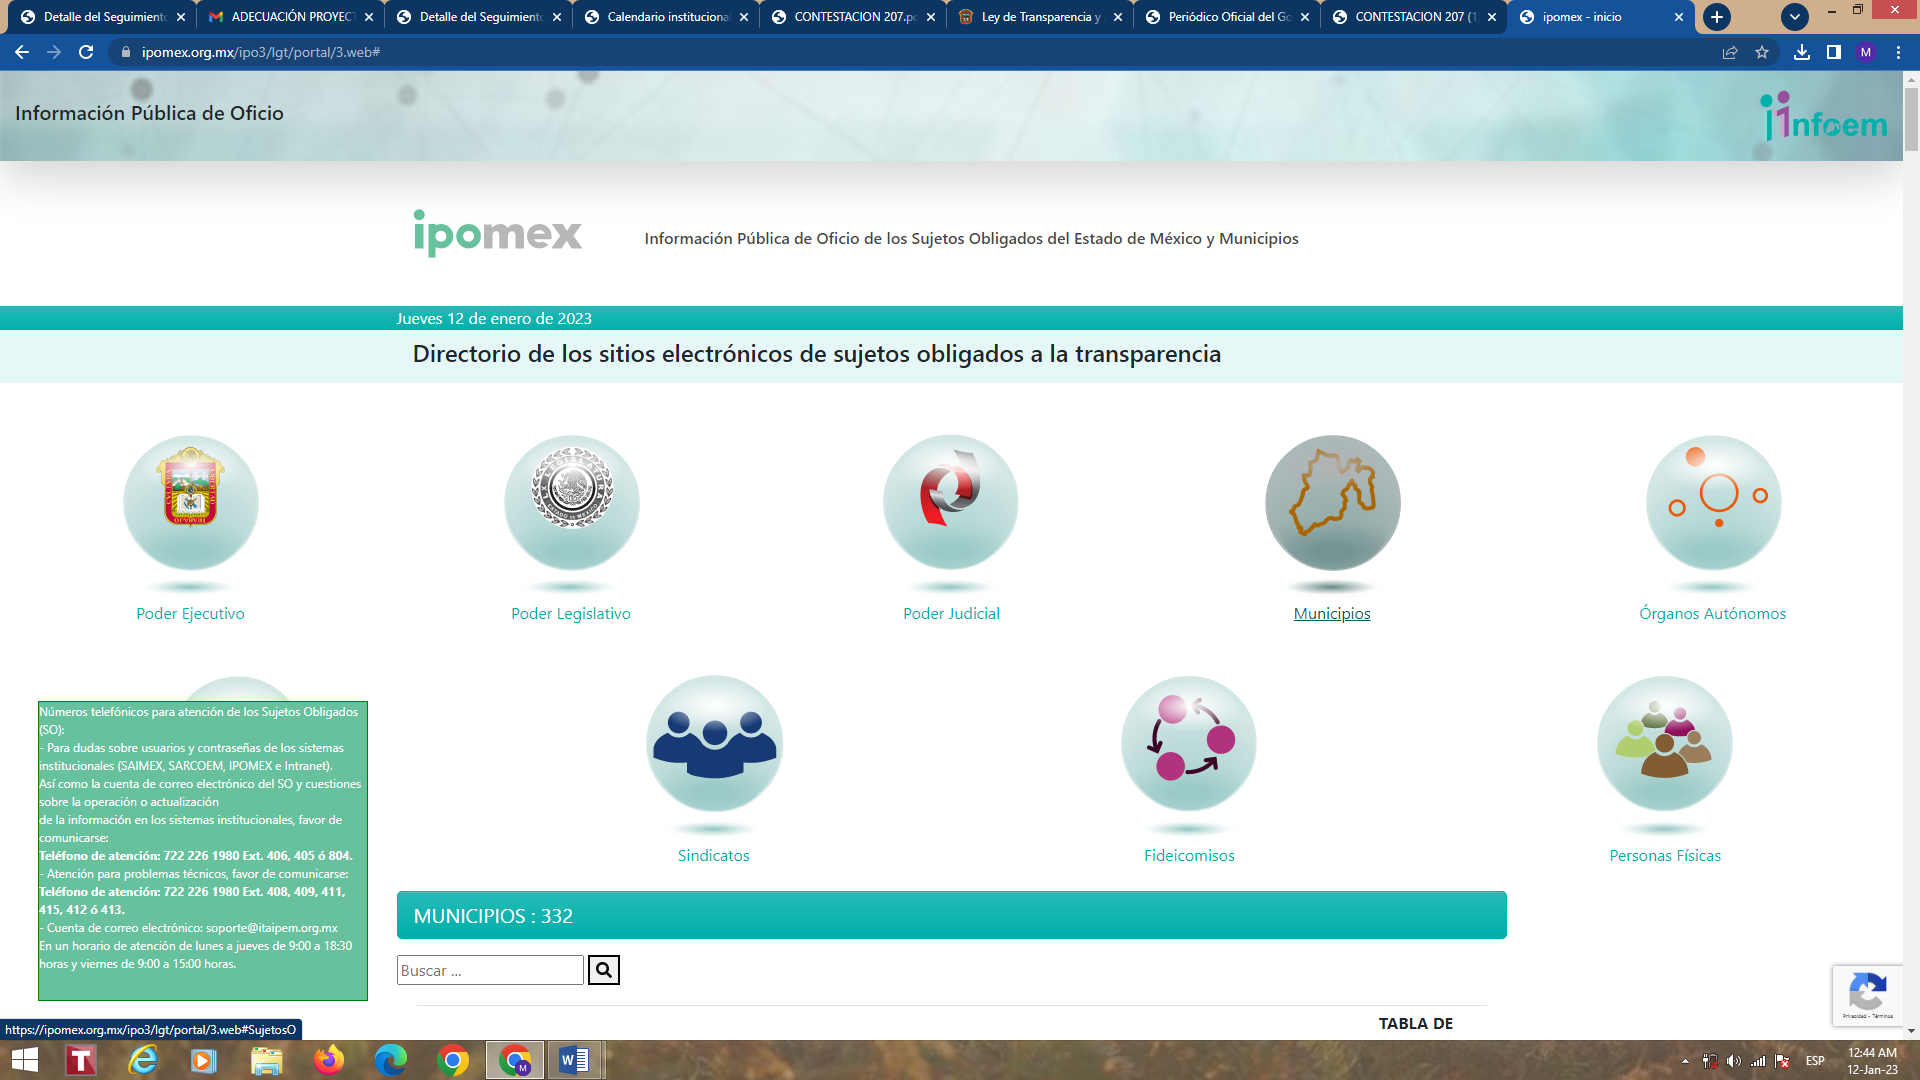 Detalle del Seguimiento
ADECUACIÓN PROYECT
Detalle del Seguimiento
Calendario institucional
CONTESTACION 207.pd
Ley de Transparencia y
Periódico Oficial del Go
CONTESTACION 207 (1
ipomex - inicio
ipomex.org.mx/ipo3/lgt/portal/3.web#
M
Información Pública de Oficio
infoem
ipomex
Información Pública de Oficio de los Sujetos Obligados del Estado de México y Municipios
Jueves 12 de enero de 2023
Directorio de los sitios electrónicos de sujetos obligados a la transparencia
Poder Ejecutivo
Poder Legislativo
Poder Judicial
Municipios
Órganos Autónomos
Números telefónicos para atención de los Sujetos Obligados
(SO):
- Para dudas sobre usuarios y contraseñas de los sistemas
institucionales (SAIMEX, SARCOEM, IPOMEX e Intranet).
Así como la cuenta de correo electrónico del SO y cuestiones
sobre la operación o actualización
de la información en los sistemas institucionales, favor de
comunicarse:
Teléfono de atención: 722 226 1980 Ext. 406, 405 ó 804.
- Atención para problemas técnicos, favor de comunicarse:
Teléfono de atención: 722 226 1980 Ext. 408, 409, 411,
415, 412 ó 413.
- Cuenta de correo electrónico: soporte@itaipem.org.mx
En un horario de atención de lunes a jueves de 9:00 a 18:30
horas y viernes de 9:00 a 15:00 horas.
Sindicatos
Fideicomisos
Personas Físicas
MUNICIPIOS : 332
Buscar ...
TABLA DE
Privacidad - Términos
https://ipomex.org.mx/ipo3/lgt/portal/3.web#SujetosO
ESP
12:44 AM
12-Jan-23